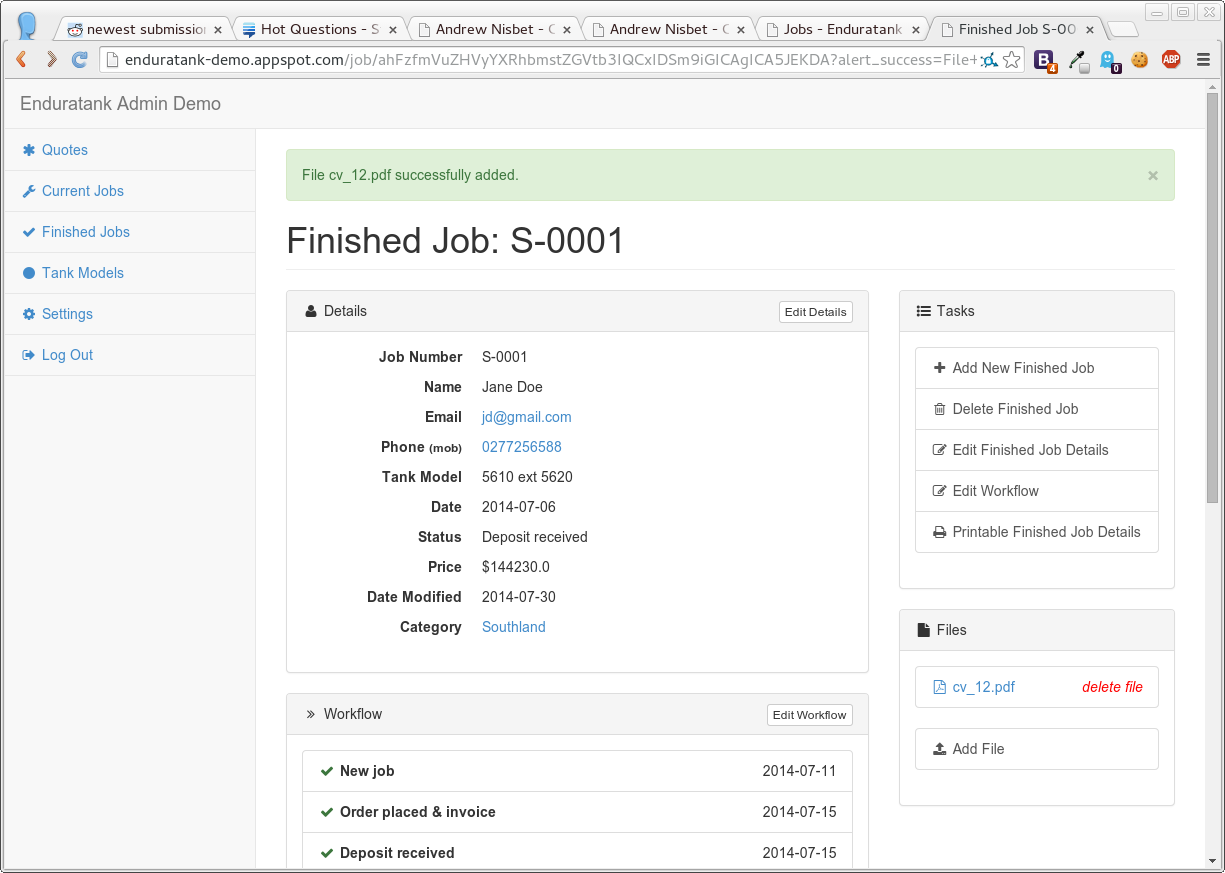 newest submission
Hot Questions - S
Andrew Nisbet - C
Andrew Nisbet - C
Jobs - Enduratank
Finished Job S-00
enduratank-demo.appspot.com/job/ahFzfmVuZHVyYXRhbmstZGVtb3IQCxIDSm9iGICAgICA5JEKDA?alert_success=File+
B 4
0
ABP
Enduratank Admin Demo
Quotes
Current Jobs
Finished Jobs
Tank Models
Settings
Log Out
File cv_12.pdf successfully added. ×
Finished Job: S-0001
Details Edit Details
Job Number S-0001
Name Jane Doe
Email jd@gmail.com
Phone (mob) 0277256588
Tank Model 5610 ext 5620
Date 2014-07-06
Status Deposit received
Price $144230.0
Date Modified 2014-07-30
Category Southland
Workflow Edit Workflow
New job 2014-07-11
Order placed & invoice 2014-07-15
Deposit received 2014-07-15
Tasks
Add New Finished Job
Delete Finished Job
Edit Finished Job Details
Edit Workflow
Printable Finished Job Details
Files
cv_12.pdf delete file
Add File